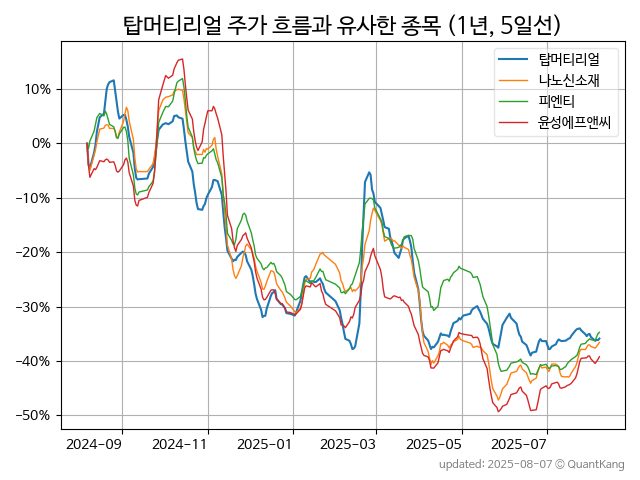 탑머티리얼 주가 흐름과 유사한 종목 (1년, 5일선)
탑머티리얼
나노신소재
피엔티
윤성에프앤씨
10%
0%
−10%
−20%
−30%
−40%
−50%
2024-09
2024-11
2025-01
2025-03
2025-05
2025-07
updated: 2025-08-07 © QuantKang